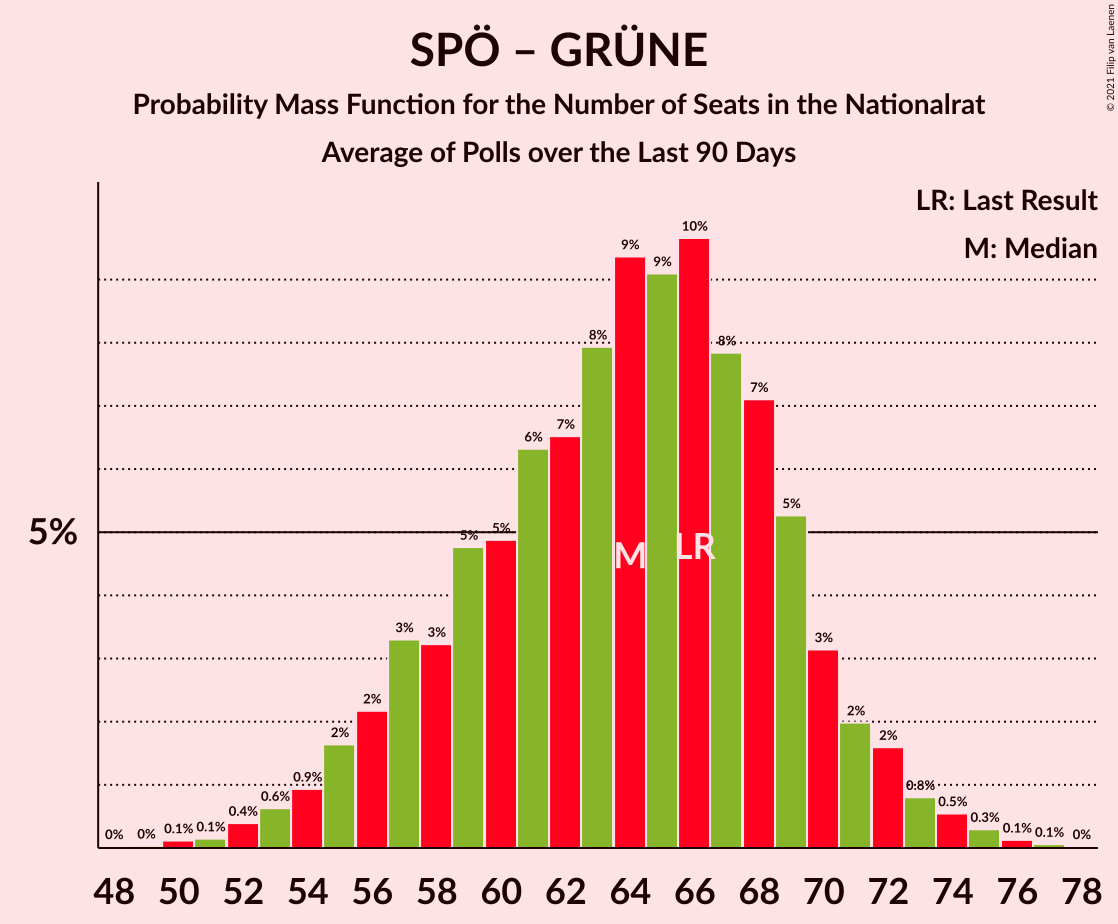 SPÖ – GRÜNE
Probability Mass Function for the Number of Seats in the Nationalrat
Average of Polls over the Last 90 Days
© 2021 Filip van Laenen
LR: Last Result
M: Median
5%
0% 0% 0.1% 0.1% 0.4% 0.6% 0.9% 2% 2% 3% 3% 5% 5% 6% 7% 8% 9% 9% 10% 8% 7% 5% 3% 2% 2% 0.8% 0.5% 0.3% 0.1% 0.1% 0%
M LR
48 50 52 54 56 58 60 62 64 66 68 70 72 74 76 78